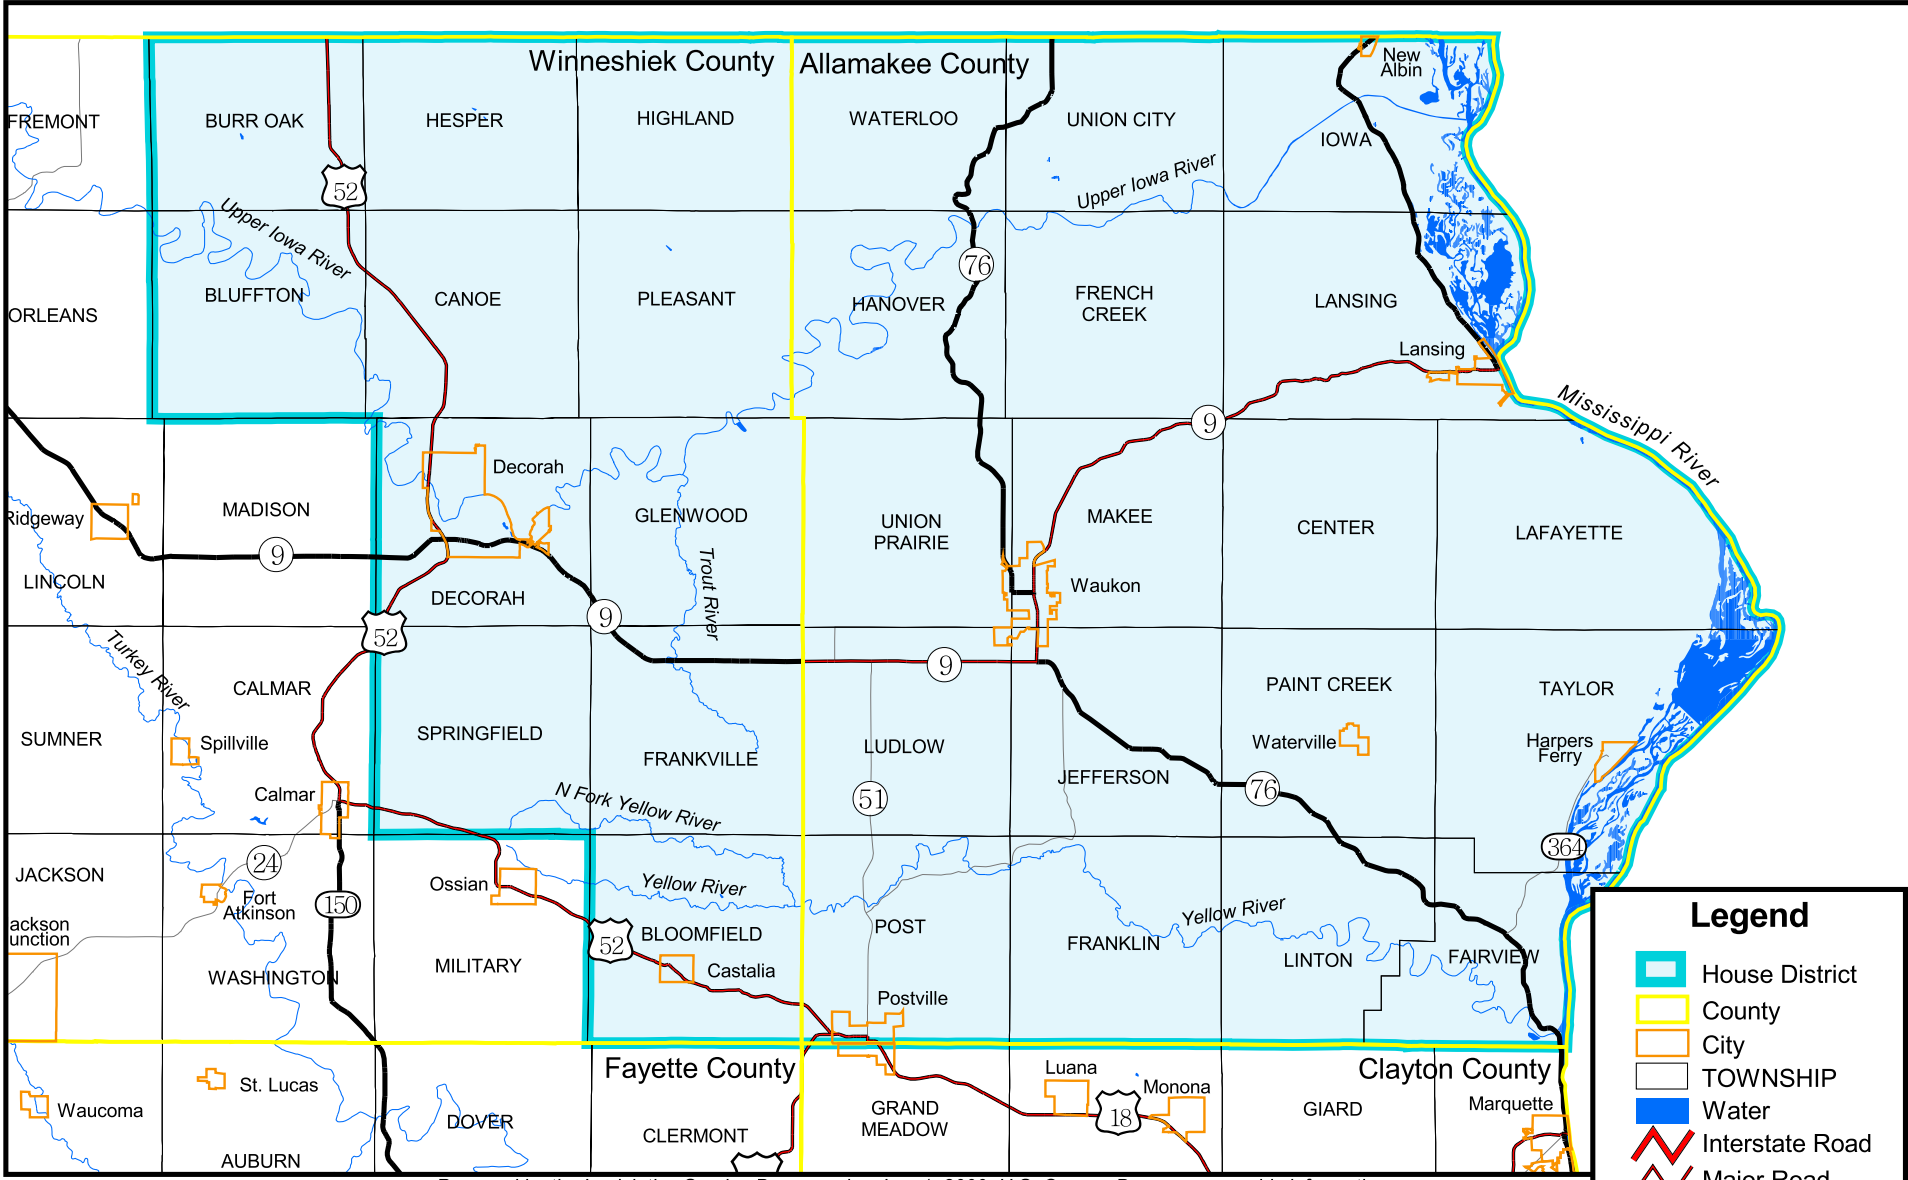 Winneshiek County
Allamakee County
New
Albin
FREMONT
BURR OAK
HESPER
HIGHLAND
WATERLOO
UNION CITY
IOWA
52
Upper Iowa River
Upper Iowa River
76
ORLEANS
BLUFFTON
CANOE
PLEASANT
HANOVER
FRENCH
CREEK
LANSING
Lansing
Mississippi River
9
Decorah
Ridgeway
MADISON
GLENWOOD
UNION
PRAIRIE
MAKEE
CENTER
LAFAYETTE
9
LINCOLN
DECORAH
Trout River
Waukon
52
9
Turkey River
9
CALMAR
PAINT CREEK
TAYLOR
SUMNER
Spillville
SPRINGFIELD
FRANKVILLE
LUDLOW
JEFFERSON
Waterville
Harpers
Ferry
Calmar
N Fork Yellow River
51
76
24
364
JACKSON
Ossian
Yellow River
Fort
Atkinson
150
ackson
unction
52
BLOOMFIELD
POST
Yellow River
FRANKLIN
LINTON
FAIRVIEW
WASHINGTON
MILITARY
Castalia
Postville
Fayette County
Clayton County
St. Lucas
Waucoma
DOVER
CLERMONT
AUBURN
GRAND
MEADOW
Luana
18
Monona
GIARD
Marquette
Legend
House District
County
City
TOWNSHIP
Water
Interstate Road
Major Road